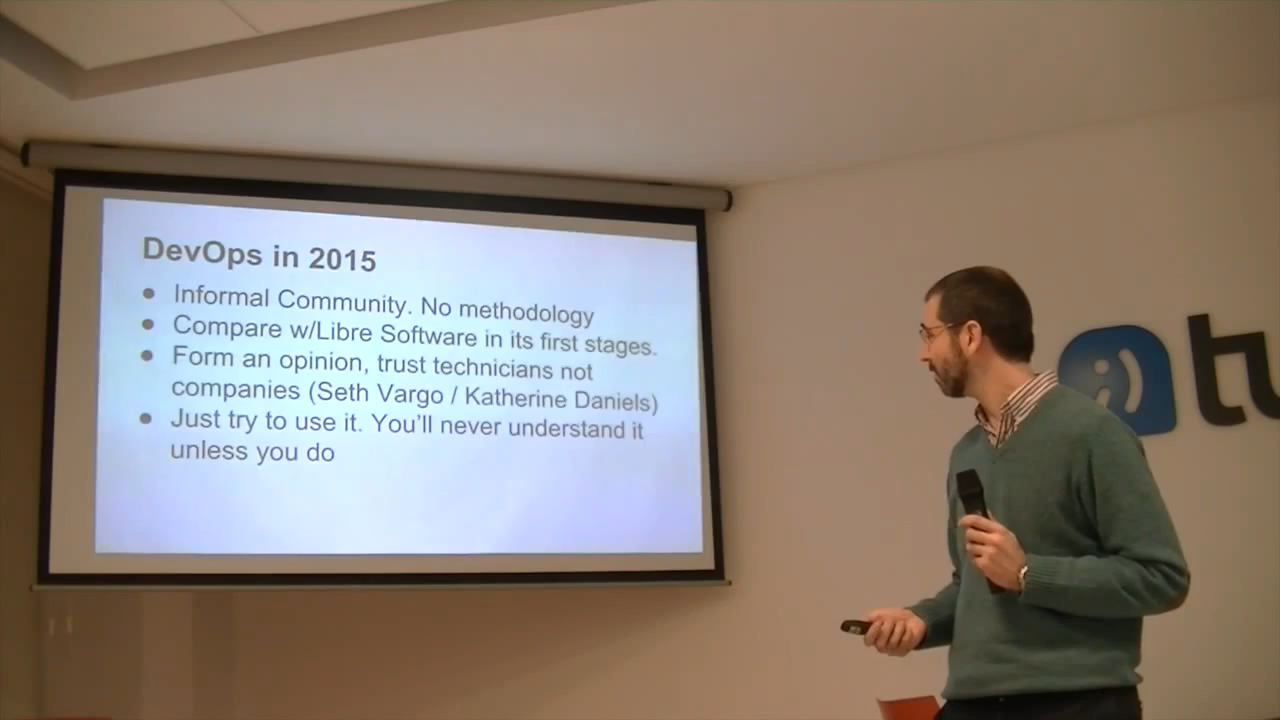 DevOps in 2015
● Informal Community. No methodology
● Compare w/Libre Software in its first stages.
● Form an opinion, trust technicians not
companies (Seth Vargo / Katherine Daniels)
● Just try to use it. You'll never understand it
unless you do
tu